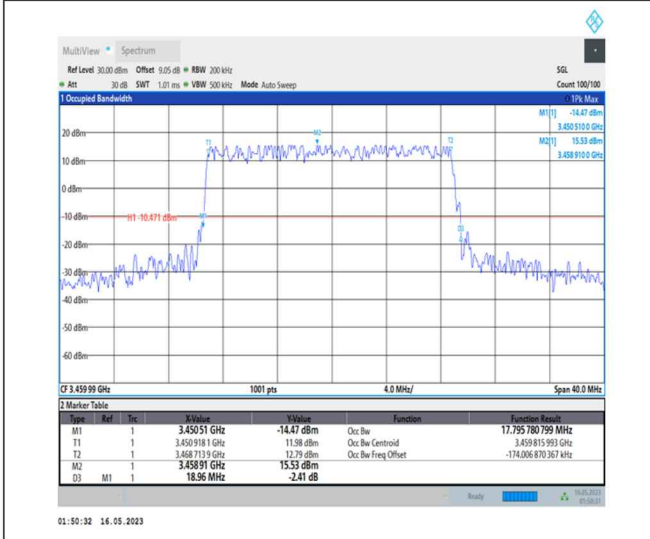 MultiView Spectrum
Ref Level 30.00 dBm Offset 9.05 dB RBW 200 kHz SGL
Att 30 dB SWT 1.01 ms VBW 500 kHz Mode Auto Sweep Count 100/100
1 Occupied Bandwidth 1Pk Max
M1[1] -14.47 dBm
3.450 510 0 GHz
M2[1] 15.53 dBm
3.458 910 0 GHz
20 dBm
T1 M2 T2
10 dBm
0 dBm
-10 dBm
H1 -10.471 dBm
M1
D3
-20 dBm
-30 dBm
-40 dBm
-50 dBm
-60 dBm
CF 3.459 99 GHz 1001 pts 4.0 MHz/ Span 40.0 MHz
2 Marker Table
Type Ref Trc X-Value Y-Value Function Function Result
M1 1 3.450 51 GHz -14.47 dBm Occ Bw 17.795 780 799 MHz
T1 1 3.450 918 1 GHz 11.98 dBm Occ Bw Centroid 3.459 815 993 GHz
T2 1 3.468 713 9 GHz 12.79 dBm Occ Bw Freq Offset -174.006 870 367 kHz
M2 1 3.458 91 GHz 15.53 dBm
D3 M1 1 18.96 MHz -2.41 dB
Ready 16.05.2023
01:50:31
01:50:32 16.05.2023